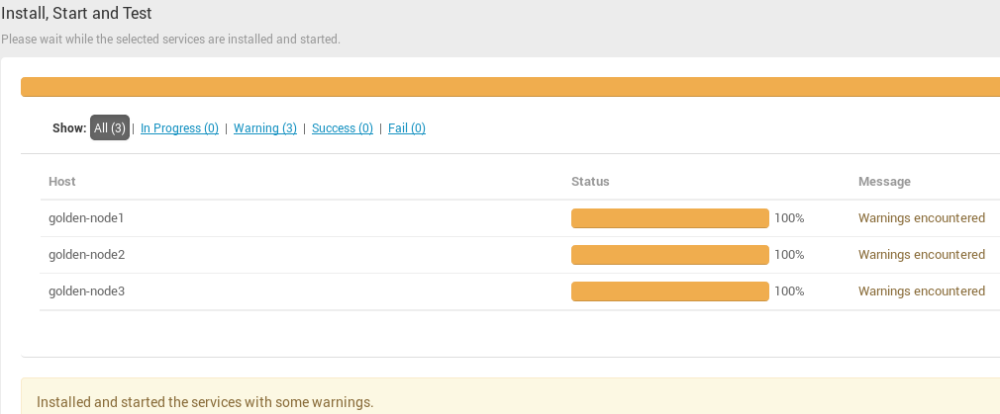 Install, Start and Test
Please wait while the selected services are installed and started.
Show: All (3) | In Progress (0) | Warning (3) | Success (0) | Fail (0)
Host Status Message
golden-node1 100% Warnings encountered
golden-node2 100% Warnings encountered
golden-node3 100% Warnings encountered
Installed and started the services with some warnings.